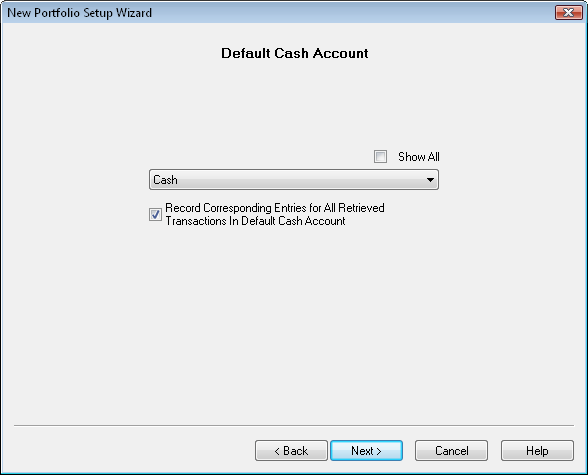 New Portfolio Setup Wizard
Default Cash Account
Show All
Cash
Record Corresponding Entries for All Retrieved
Transactions In Default Cash Account
< Back
Next >
Cancel
Help